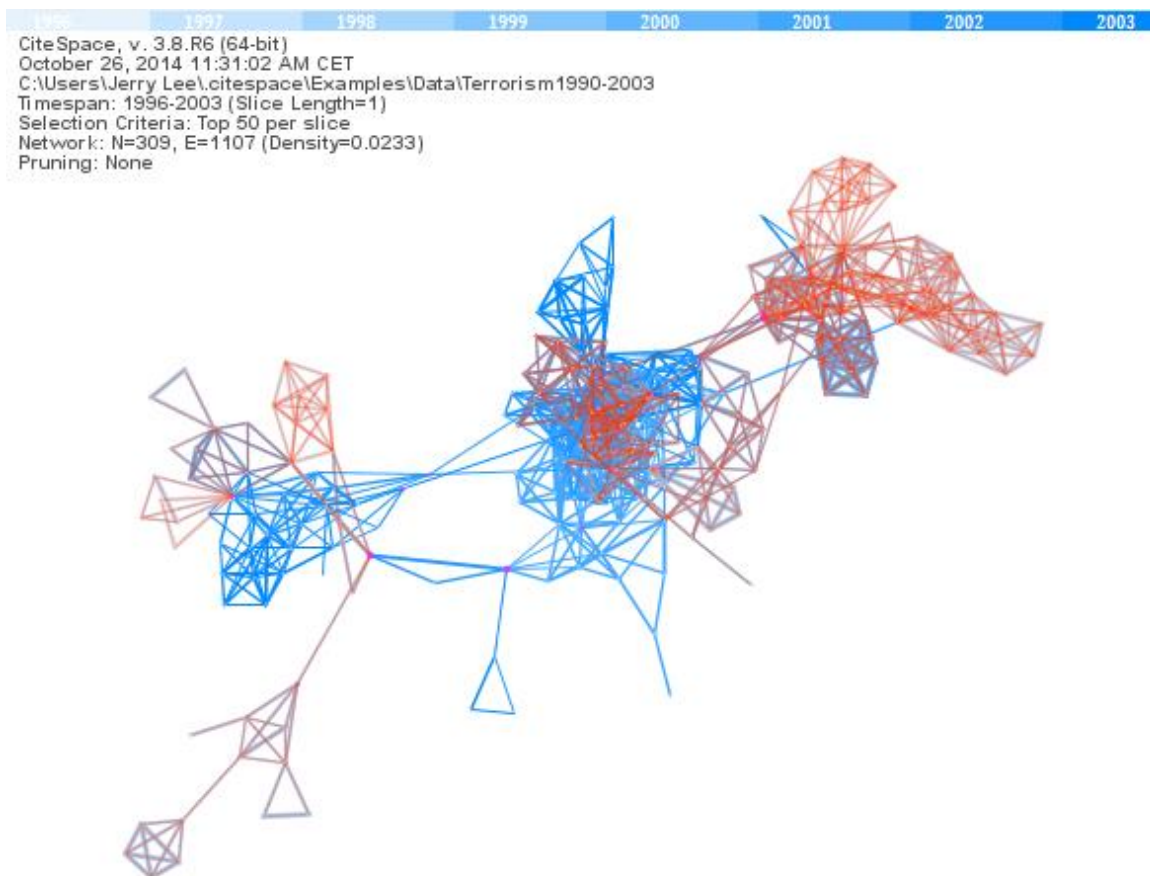 1996 1997 1998 1999 2000 2001 2002 2003
CiteSpace, v. 3.8.R6 (64-bit)
October 26, 2014 11:31:02 AM CET
C:\Users\Jerry Lee\.citespace\Examples\Data\Terrorism1990-2003
Timespan: 1996-2003 (Slice Length=1)
Selection Criteria: Top 50 per slice
Network: N=309, E=1107 (Density=0.0233)
Pruning: None